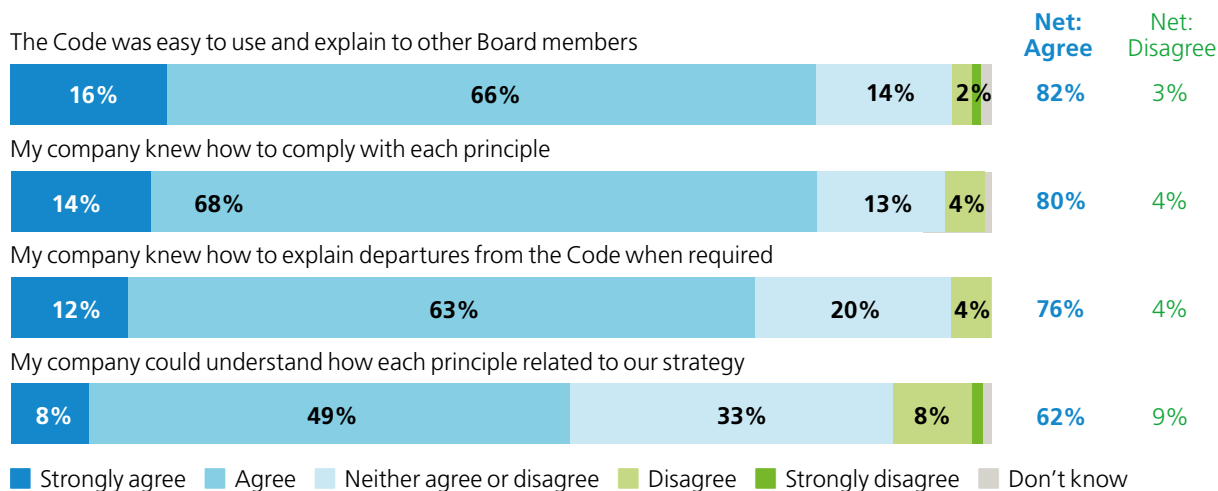 Net: Net:
Agree Disagree
The Code was easy to use and explain to other Board members
16% 66% 14% 2% 82% 3%
My company knew how to comply with each principle
14% 68% 13% 4% 80% 4%
My company knew how to explain departures from the Code when required
12% 63% 20% 4% 76% 4%
My company could understand how each principle related to our strategy
8% 49% 33% 8% 62% 9%
Strongly agree Agree Neither agree or disagree Disagree Strongly disagree Don't know